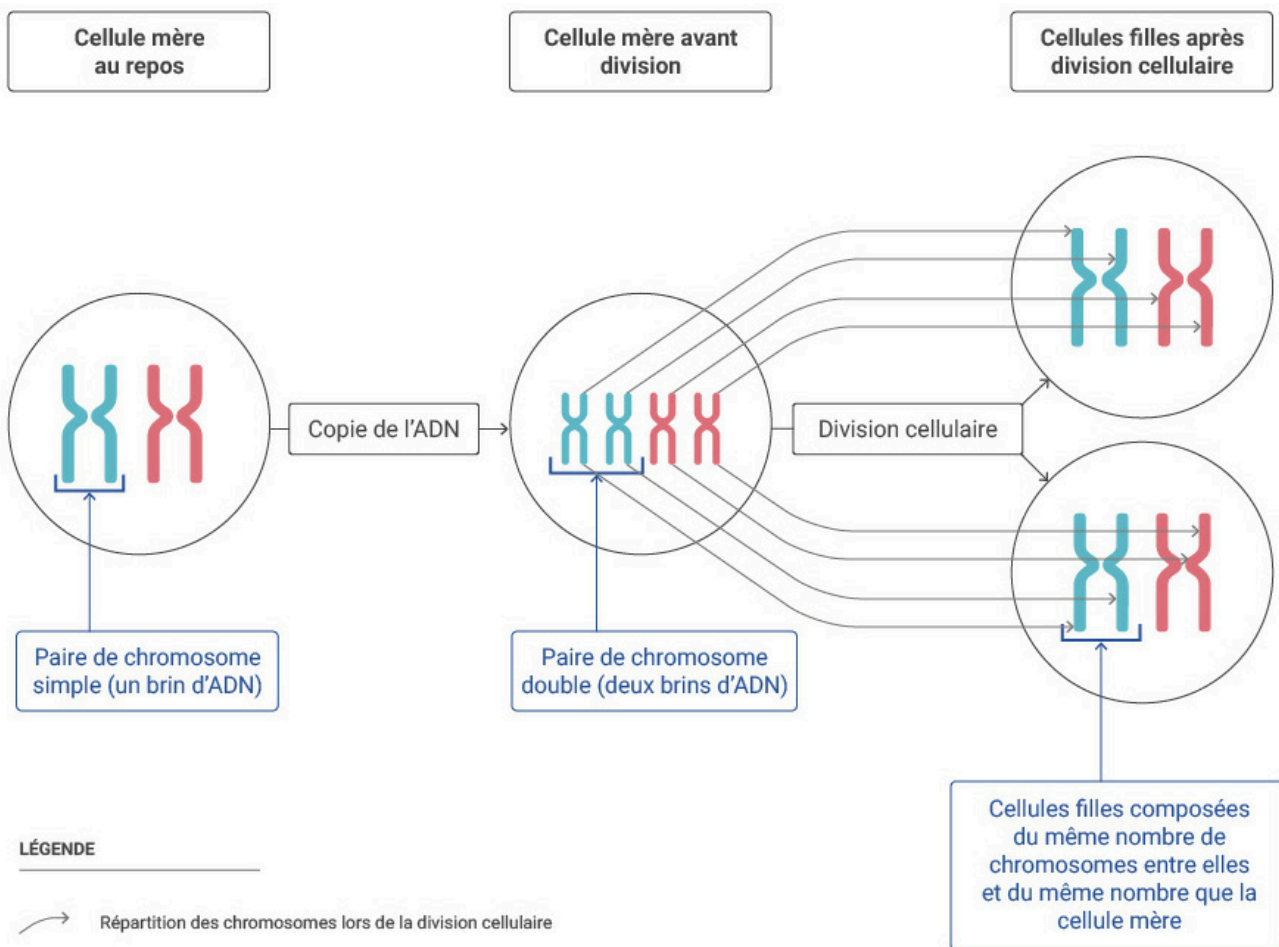 Cellule mère
au repos
Cellule mère avant
division
Cellules filles après
division cellulaire
Copie de l'ADN
Division cellulaire
Paire de chromosome
simple (un brin d'ADN)
Paire de chromosome
double (deux brins d'ADN)
Cellules filles composées
du même nombre de
chromosomes entre elles
et du même nombre que la
cellule mère
LÉGENDE
Répartition des chromosomes lors de la division cellulaire